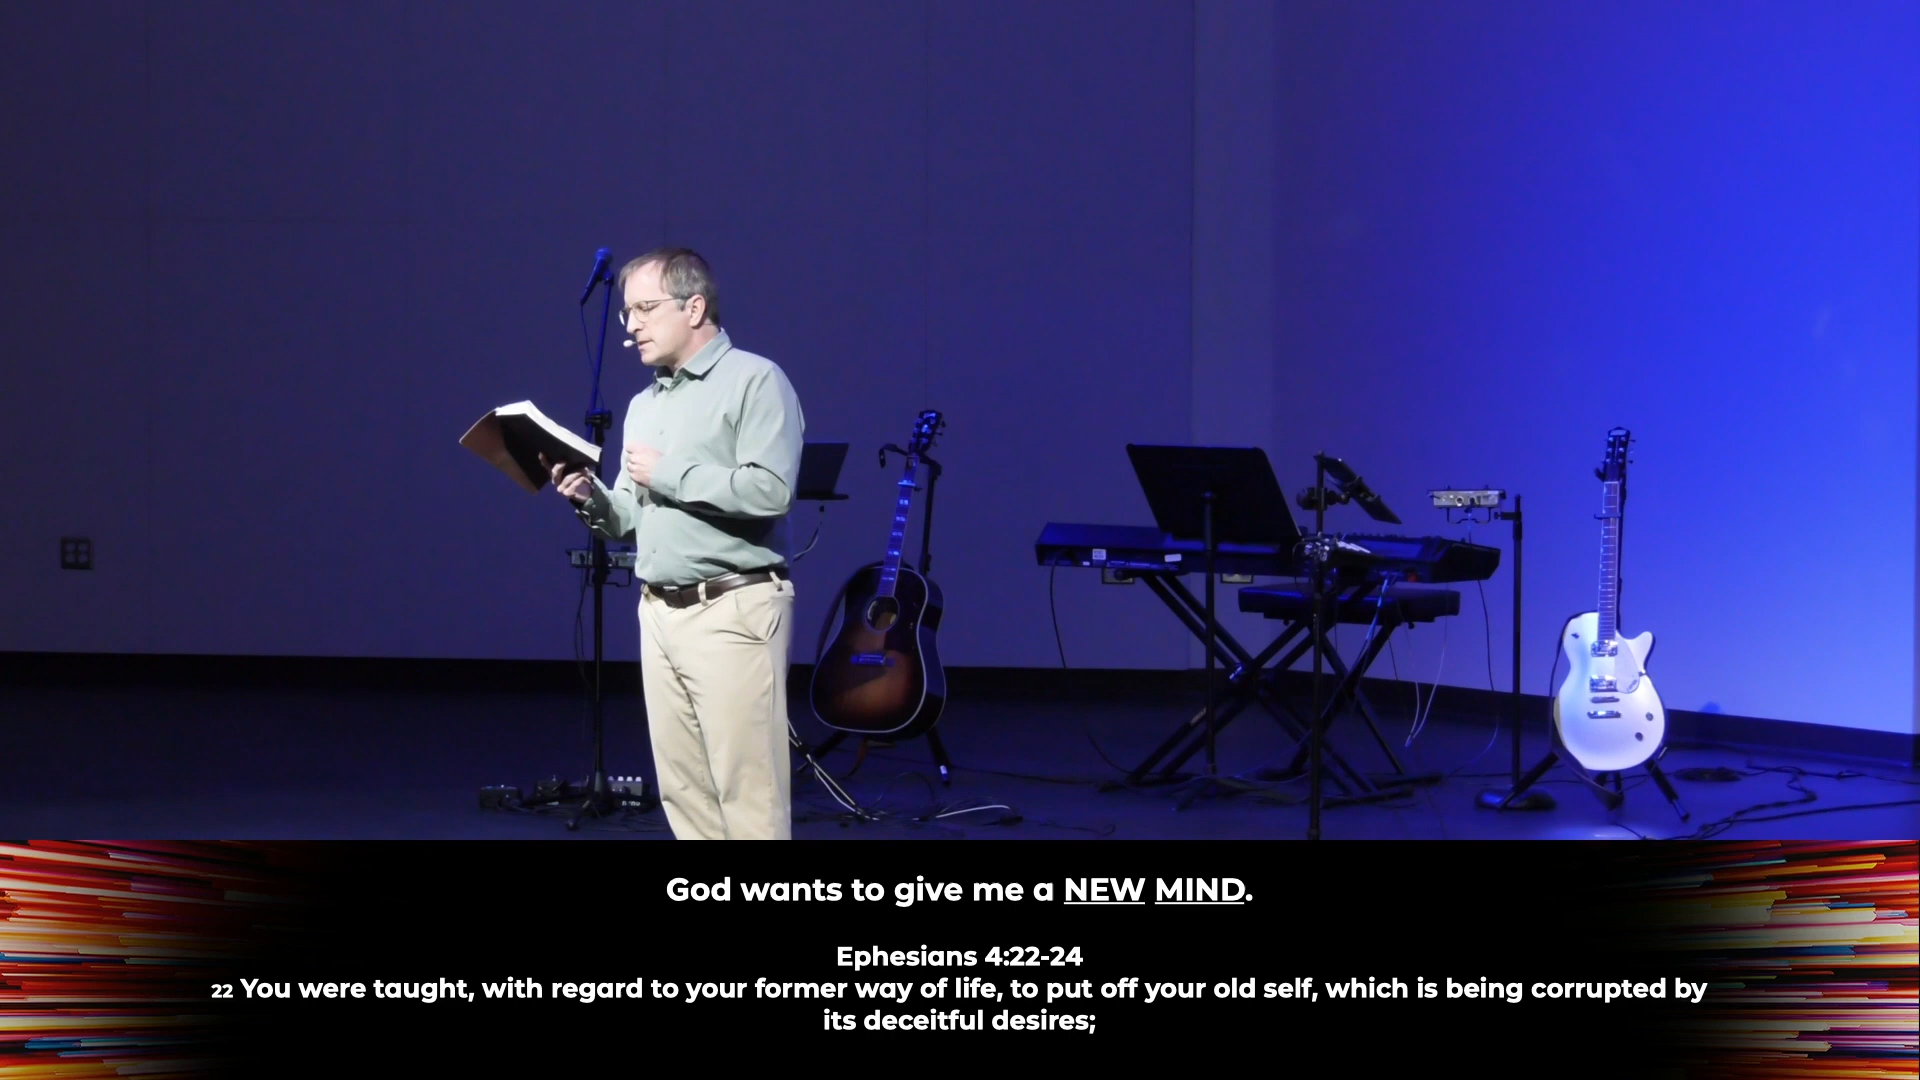 God wants to give me a NEW MIND.
Ephesians 4:22-24
22 You were taught, with regard to your former way of life, to put off your old self, which is being corrupted by
its deceitful desires;